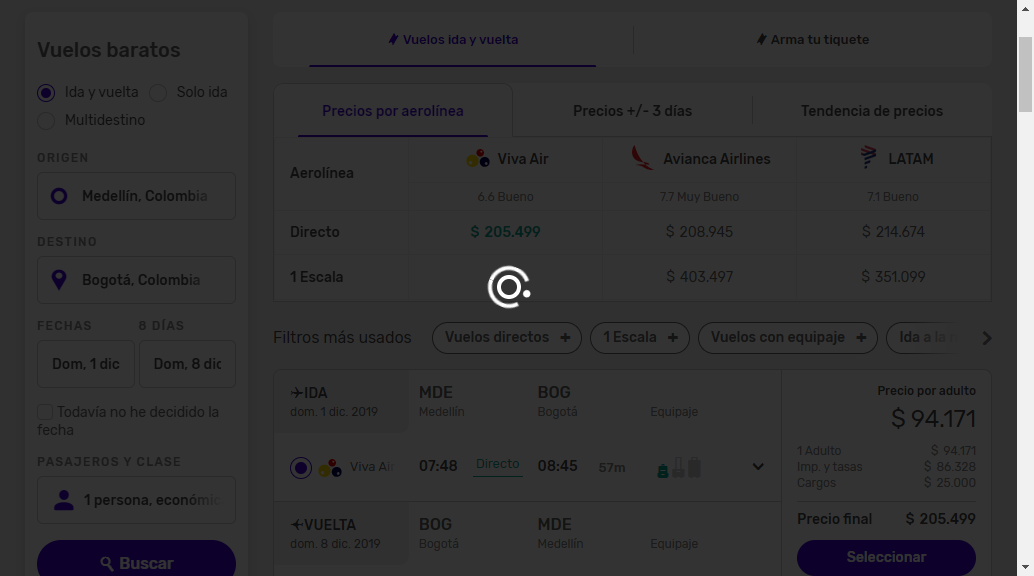 Vuelos baratos
Ida y vuelta
Solo ida
Multidestino
ORIGEN
Medellín, Colombia
DESTINO
Bogotá, Colombia
FECHAS
8 DÍAS
Dom, 1 dic
Dom, 8 dic
Todavía no he decidido la
fecha
PASAJEROS Y CLASE
1 persona, económic
Buscar
Vuelos ida y vuelta
Arma tu tiquete
Precios por aerolínea
Precios +/- 3 días
Tendencia de precios
Aerolínea
Viva Air
Avianca Airlines
LATAM
6.6 Bueno
7.7 Muy Bueno
7.1 Bueno
Directo
$ 205.499
$ 208.945
$ 214.674
1 Escala
$ 403.497
$ 351.099
Filtros más usados
Vuelos directos +
1 Escala +
Vuelos con equipaje +
Ida a la
IDA
dom. 1 dic. 2019
MDE
Medellín
BOG
Bogotá
Equipaje
Viva Air
07:48
Directo
08:45
57m
VUELTA
dom. 8 dic. 2019
BOG
Bogotá
MDE
Medellín
Equipaje
Precio por adulto
$ 94.171
1 Adulto $ 94.171
Imp. y tasas $ 86.328
Cargos $ 25.000
Precio final $ 205.499
Seleccionar